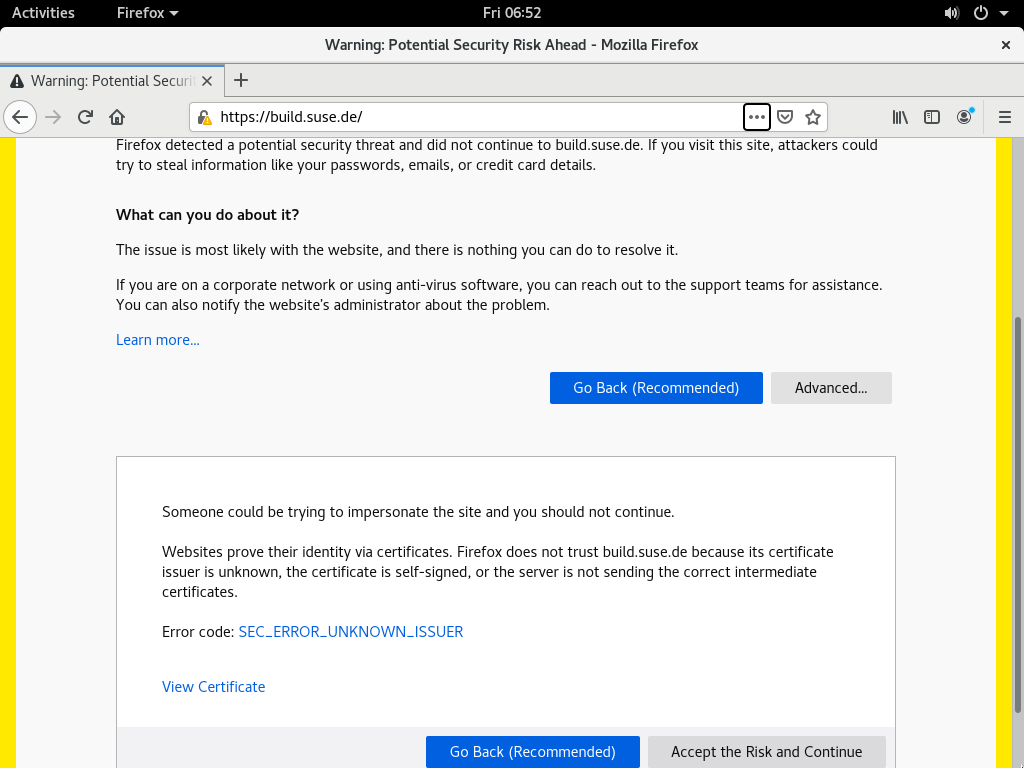 Activities
Firefox
Fri 06:52
Warning: Potential Security Risk Ahead - Mozilla Firefox
Warning: Potential Securi
https://build.suse.de/
Firefox detected a potential security threat and did not continue to build.suse.de. If you visit this site, attackers could
try to steal information like your passwords, emails, or credit card details.
What can you do about it?
The issue is most likely with the website, and there is nothing you can do to resolve it.
If you are on a corporate network or using anti-virus software, you can reach out to the support teams for assistance.
You can also notify the website's administrator about the problem.
Learn more...
Go Back (Recommended)
Advanced...
Someone could be trying to impersonate the site and you should not continue.
Websites prove their identity via certificates. Firefox does not trust build.suse.de because its certificate
issuer is unknown, the certificate is self-signed, or the server is not sending the correct intermediate
certificates.
Error code: SEC_ERROR_UNKNOWN_ISSUER
View Certificate
Go Back (Recommended)
Accept the Risk and Continue